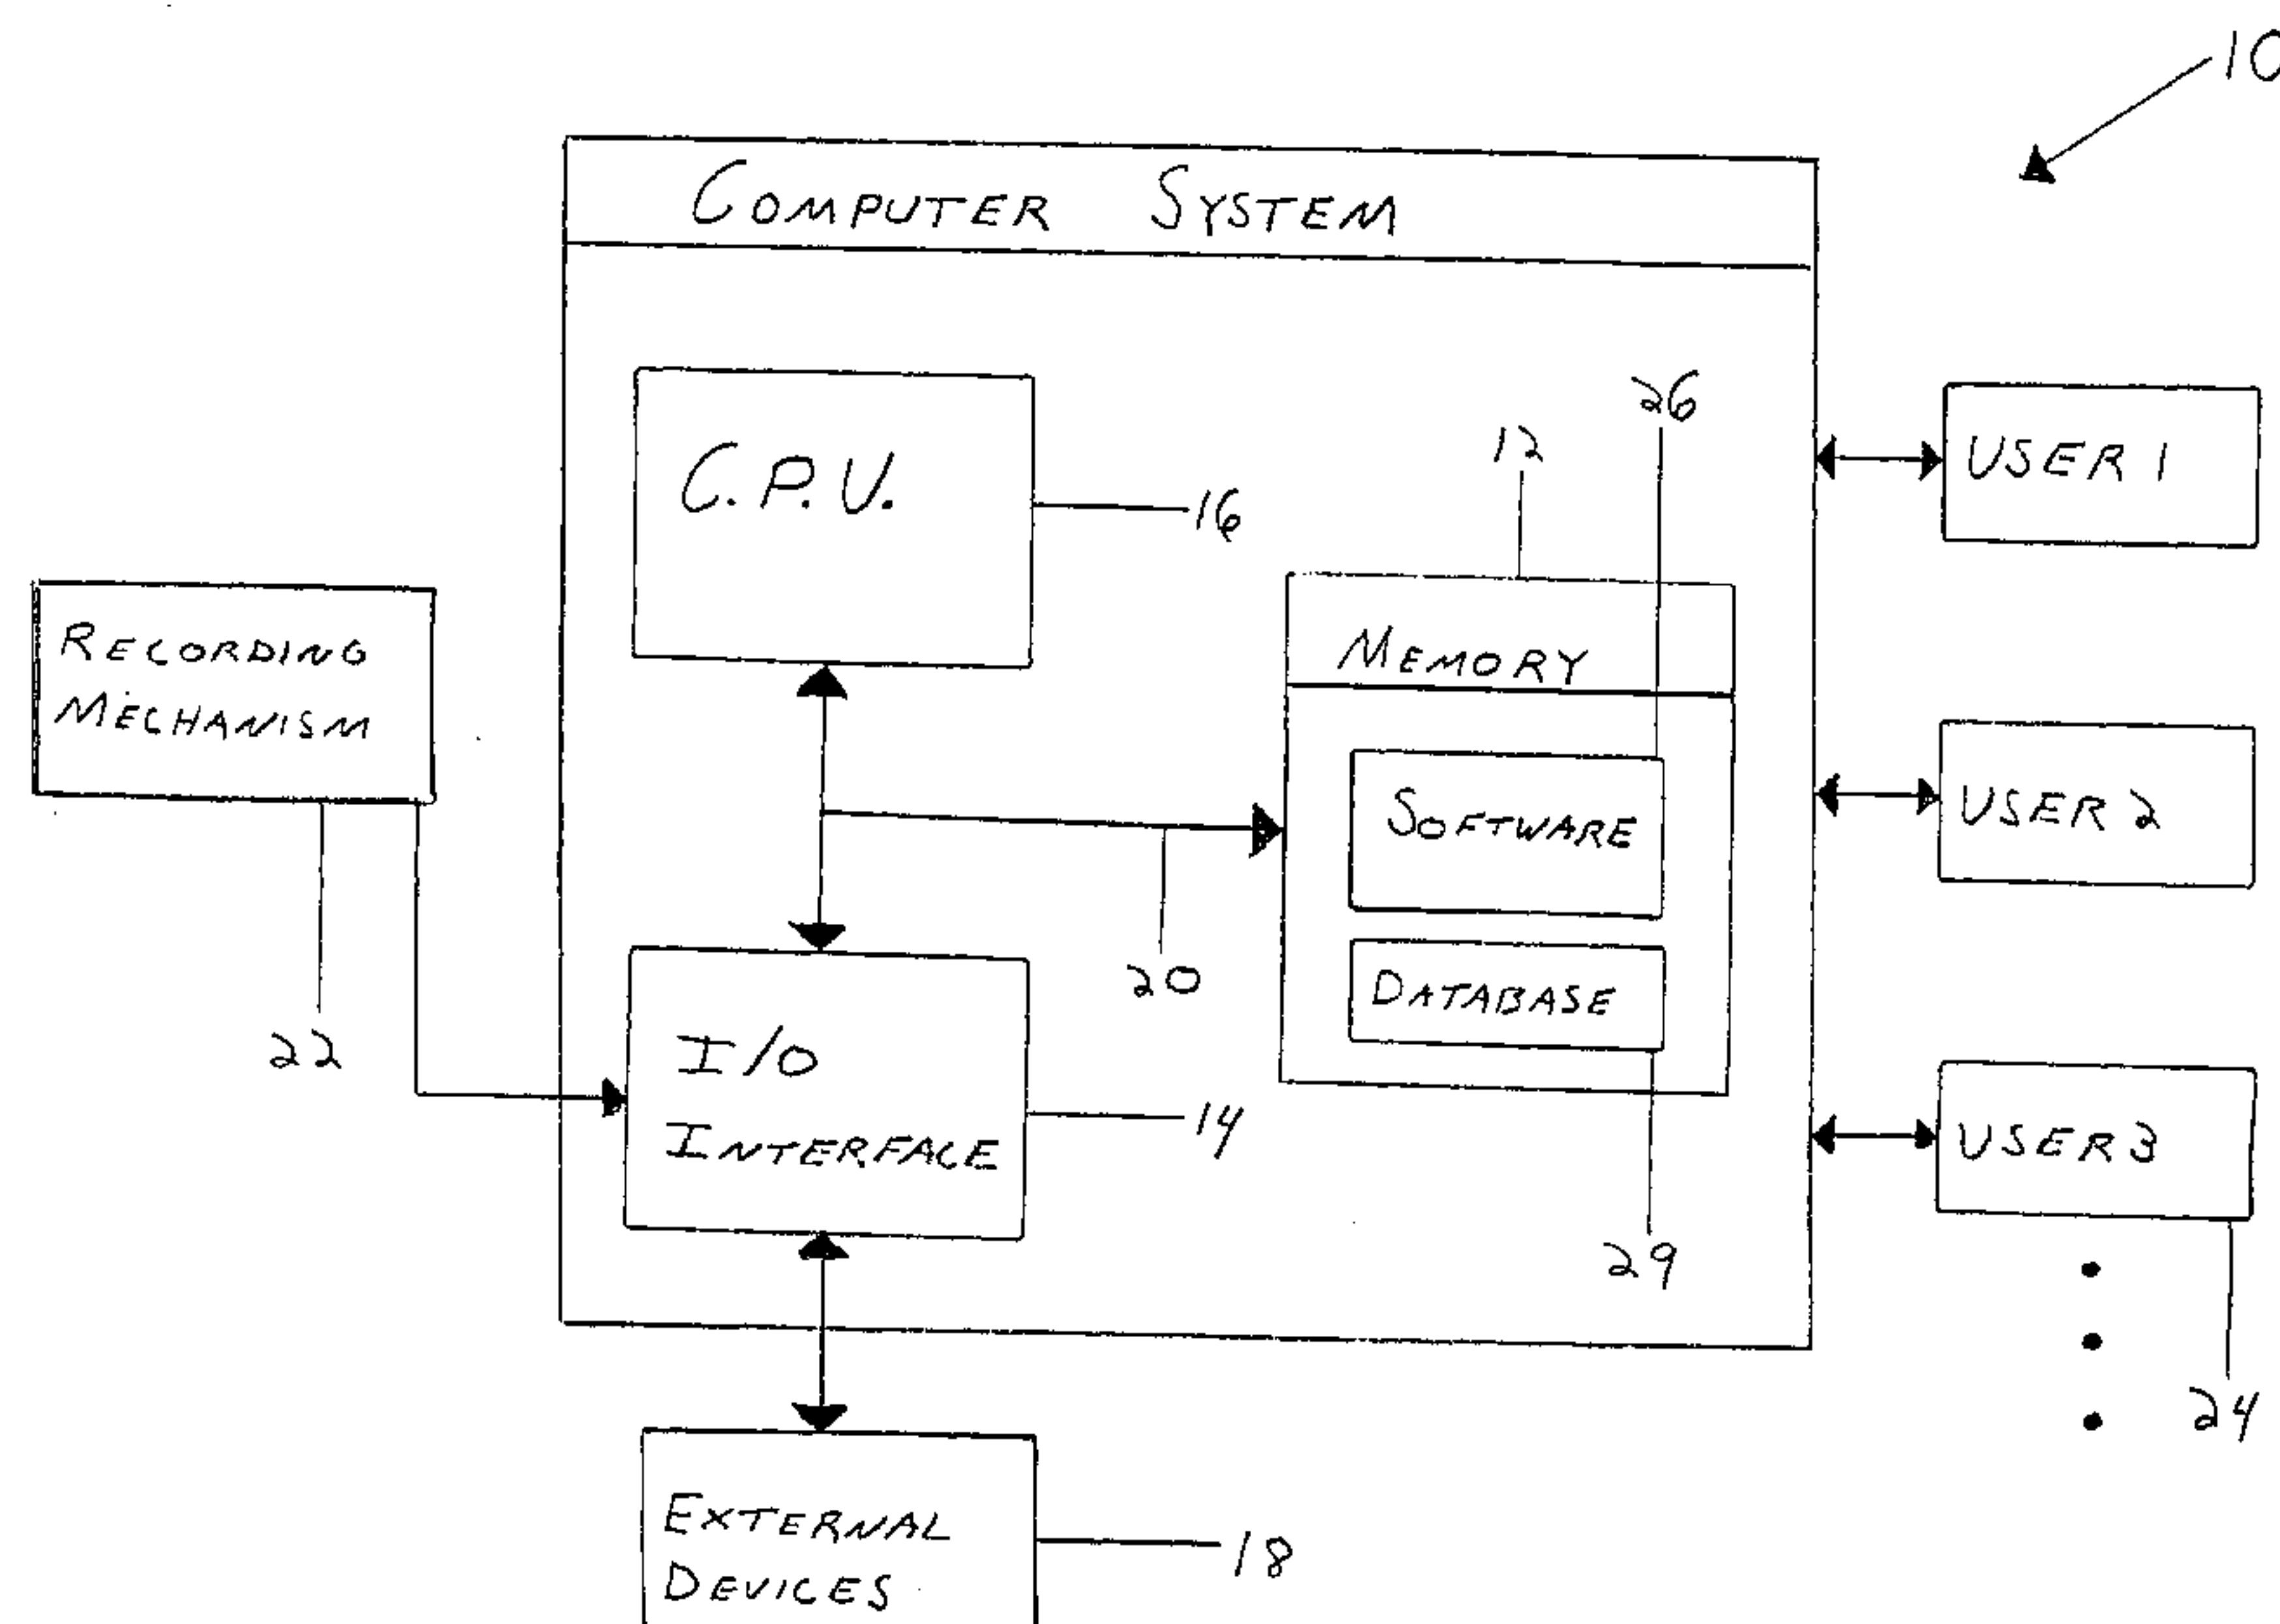 10
COMPUTER SYSTEM
26
12
C.P.U.
16
USER 1
RECORDING
MECHANISM
MEMORY
SOFTWARE
USER 2
20
DATABASE
22
I/O
INTERFACE
14
USER 3
29
24
EXTERNAL
DEVICES
18